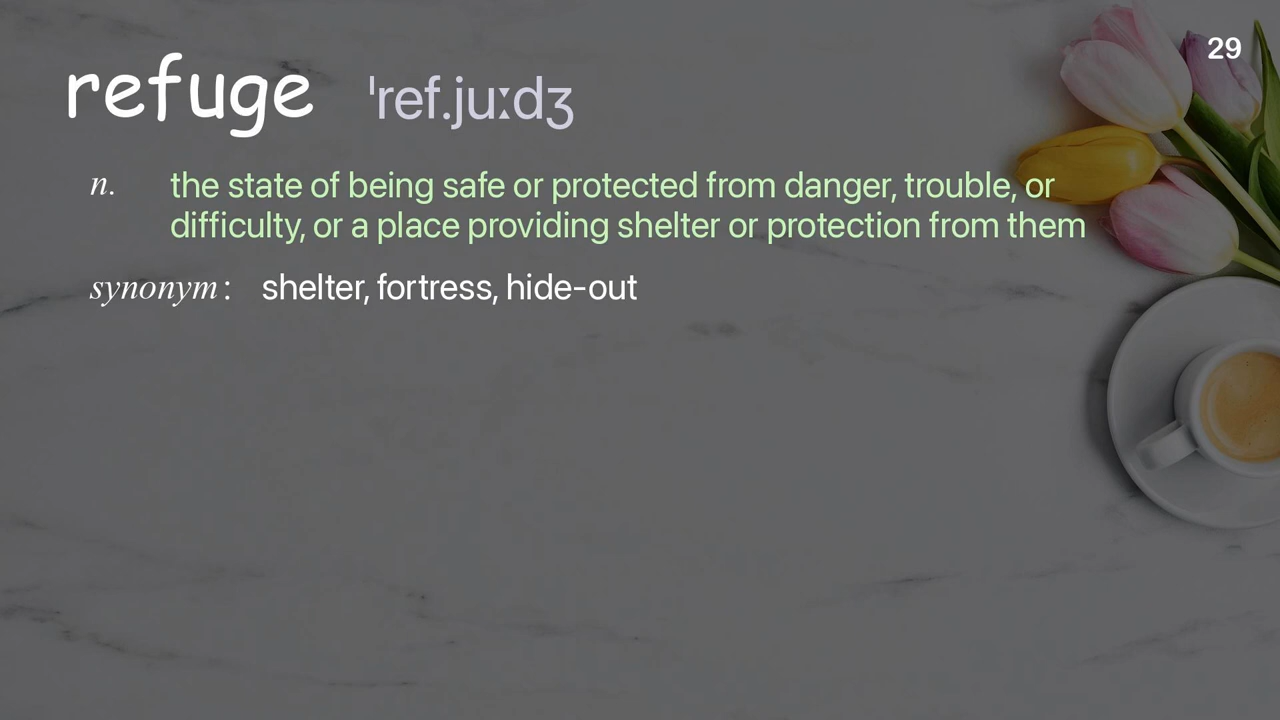 29
refuge ˈref.juːdʒ
n. the state of being safe or protected from danger, trouble, or
difficulty, or a place providing shelter or protection from them
synonym: shelter, fortress, hide-out